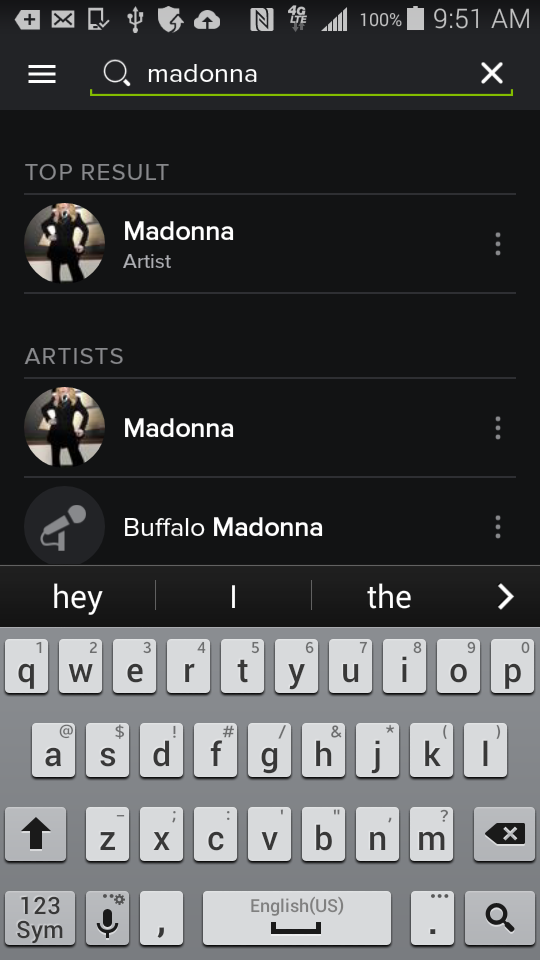 4G LTE 100% 9:51 AM
madonna
TOP RESULT
Madonna
Artist
ARTISTS
Madonna
Buffalo Madonna
hey I the
1 2 3 4 5 6 7 8 9 0
q w e r t y u i o p
@ $ ! # / & * ( )
a s d f g h j k l
- ; : ' " , ?
z x c v b n m
123 Sym , English(US) .